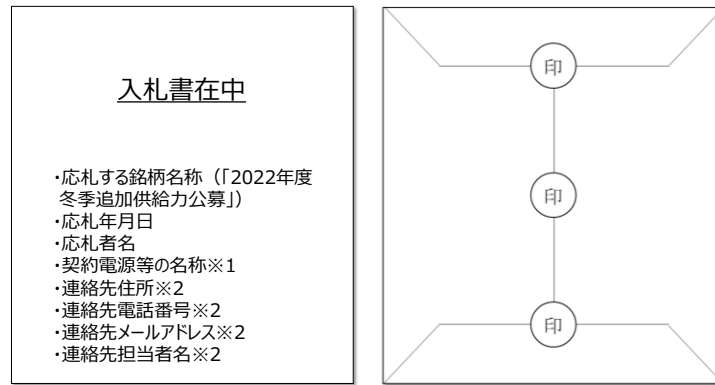 入札書在中
・応札する銘柄名称（「2022年度
冬季追加供給力公募」）
・応札年月日
・応札者名
・契約電源等の名称※1
・連絡先住所※2
・連絡先電話番号※2
・連絡先メールアドレス※2
・連絡先担当者名※2
印
印
印